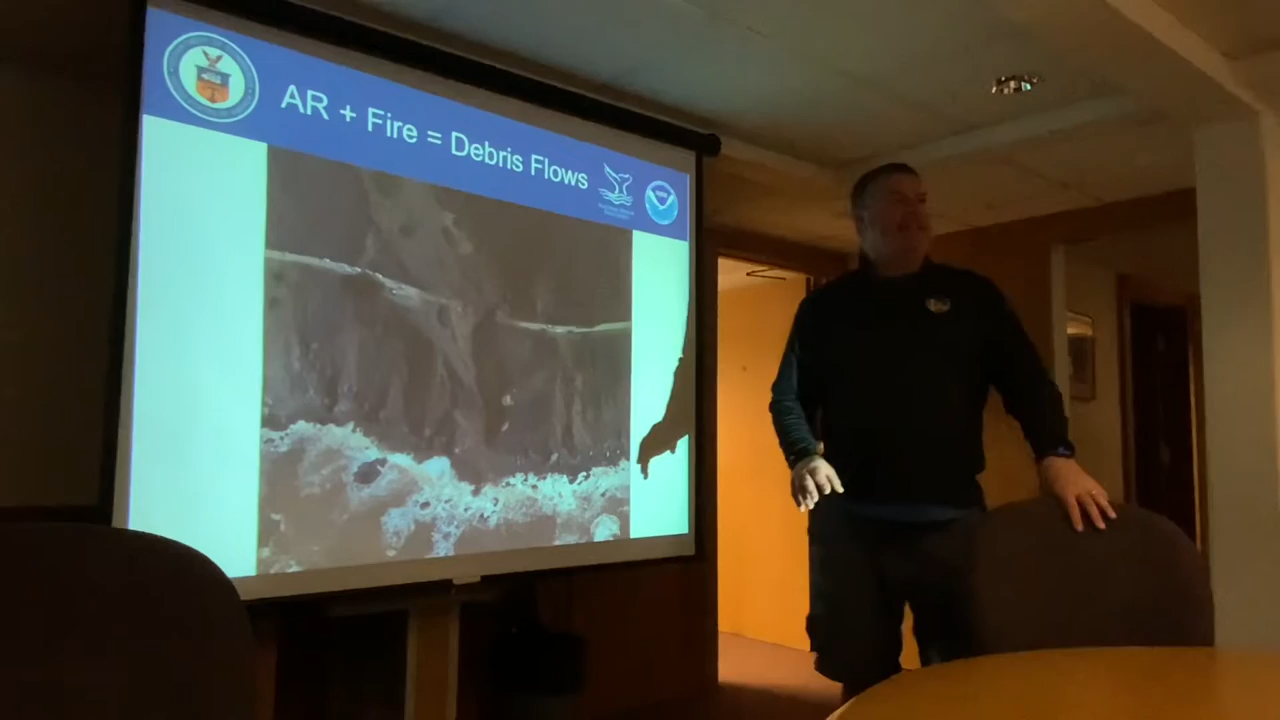 AR + Fire = Debris Flows